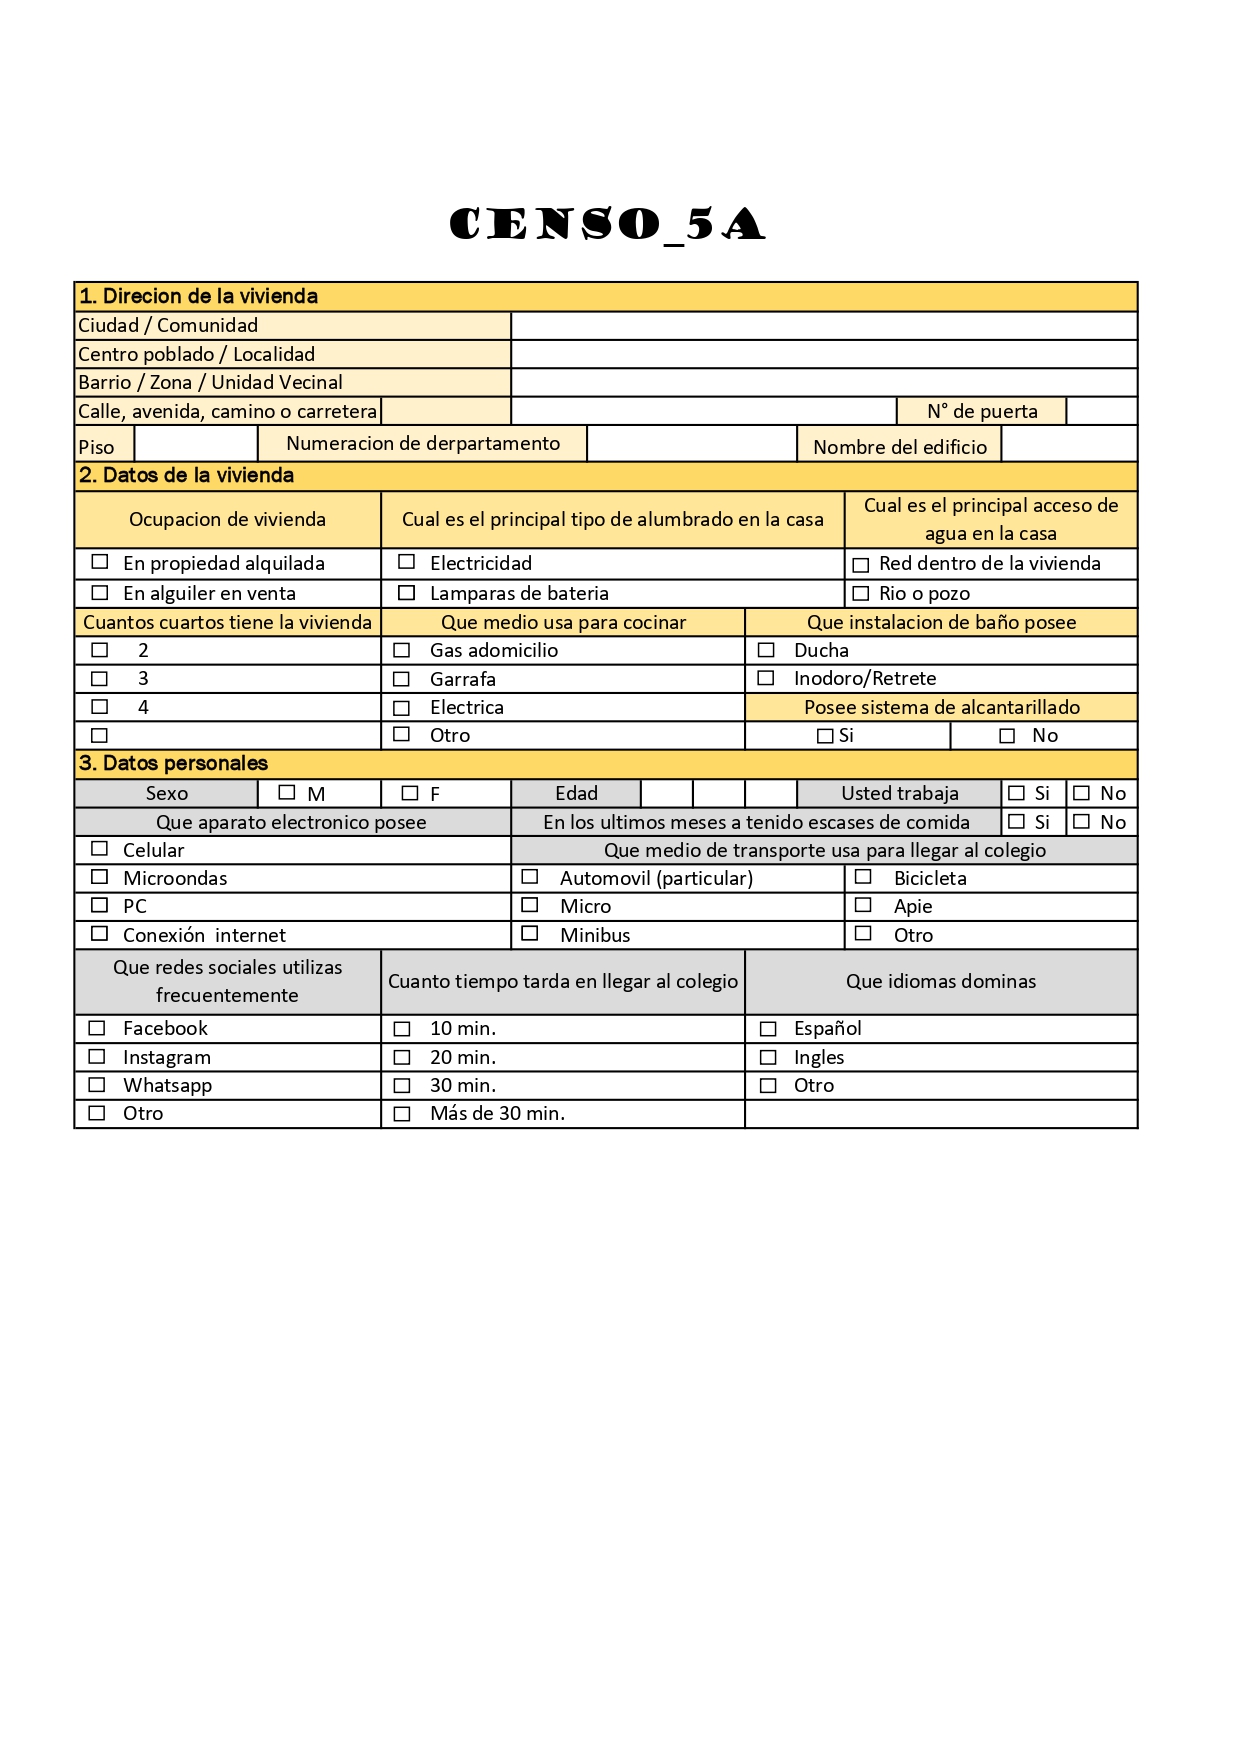 CENSO_5A
1. Direcion de la vivienda
Ciudad / Comunidad
Centro poblado / Localidad
Barrio / Zona / Unidad Vecinal
Calle, avenida, camino o carretera N° de puerta
Piso Numeracion de derpartamento Nombre del edificio
2. Datos de la vivienda
Ocupacion de vivienda Cual es el principal tipo de alumbrado en la casa Cual es el principal acceso de
agua en la casa
En propiedad alquilada Electricidad Red dentro de la vivienda
En alguiler en venta Lamparas de bateria Rio o pozo
Cuantos cuartos tiene la vivienda Que medio usa para cocinar Que instalacion de baño posee
2 Gas adomicilio Ducha
3 Garrafa Inodoro/Retrete
4 Electrica Posee sistema de alcantarillado
Otro Si No
3. Datos personales
Sexo M F Edad Usted trabaja Si No
Que aparato electronico posee En los ultimos meses a tenido escases de comida Si No
Celular Que medio de transporte usa para llegar al colegio
Microondas Automovil (particular) Bicicleta
PC Micro Apie
Conexión internet Minibus Otro
Que redes sociales utilizas
frecuentemente Cuanto tiempo tarda en llegar al colegio Que idiomas dominas
Facebook 10 min. Español
Instagram 20 min. Ingles
Whatsapp 30 min. Otro
Otro Más de 30 min.